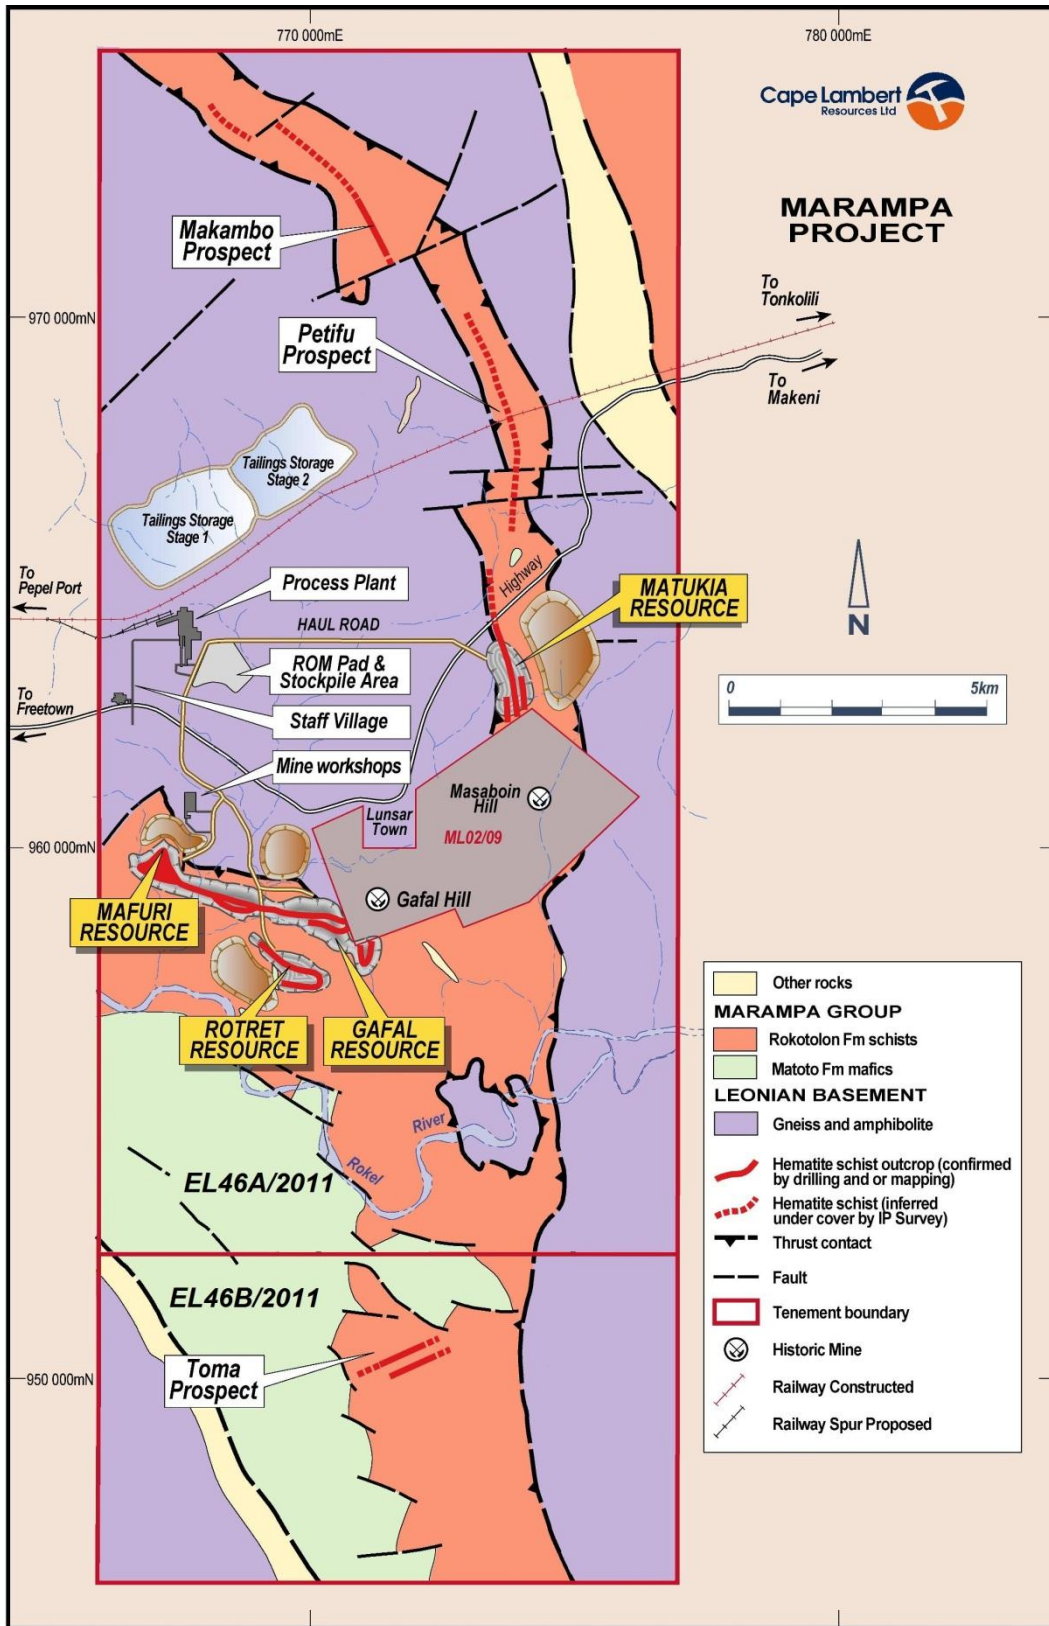 770 000mE
780 000mE
Cape Lambert
Resources Ltd
MARAMPA
PROJECT
Makambo
Prospect
To
Tonkolili
970 000mN
Petifu
Prospect
To
Makeni
Tailings Storage
Stage 2
Tailings Storage
Stage 1
To
Pepel Port
Process Plant
Highway
MATUKIA
RESOURCE
HAUL ROAD
N
ROM Pad &
Stockpile Area
To
Freetown
Staff Village
0
5km
Mine workshops
Masaboin
Hill
Lunsar
Town
ML02/09
960 000mN
Gafal Hill
MAFURI
RESOURCE
ROTRET
RESOURCE
GAFAL
RESOURCE
River
Rokel
EL46A/2011
EL46B/2011
Toma
Prospect
950 000mN
Other rocks
MARAMPA GROUP
Rokotolon Fm schists
Matoto Fm mafics
LEONIAN BASEMENT
Gneiss and amphibolite
Hematite schist outcrop (confirmed
by drilling and or mapping)
Hematite schist (inferred
under cover by IP Survey)
Thrust contact
Fault
Tenement boundary
Historic Mine
Railway Constructed
Railway Spur Proposed